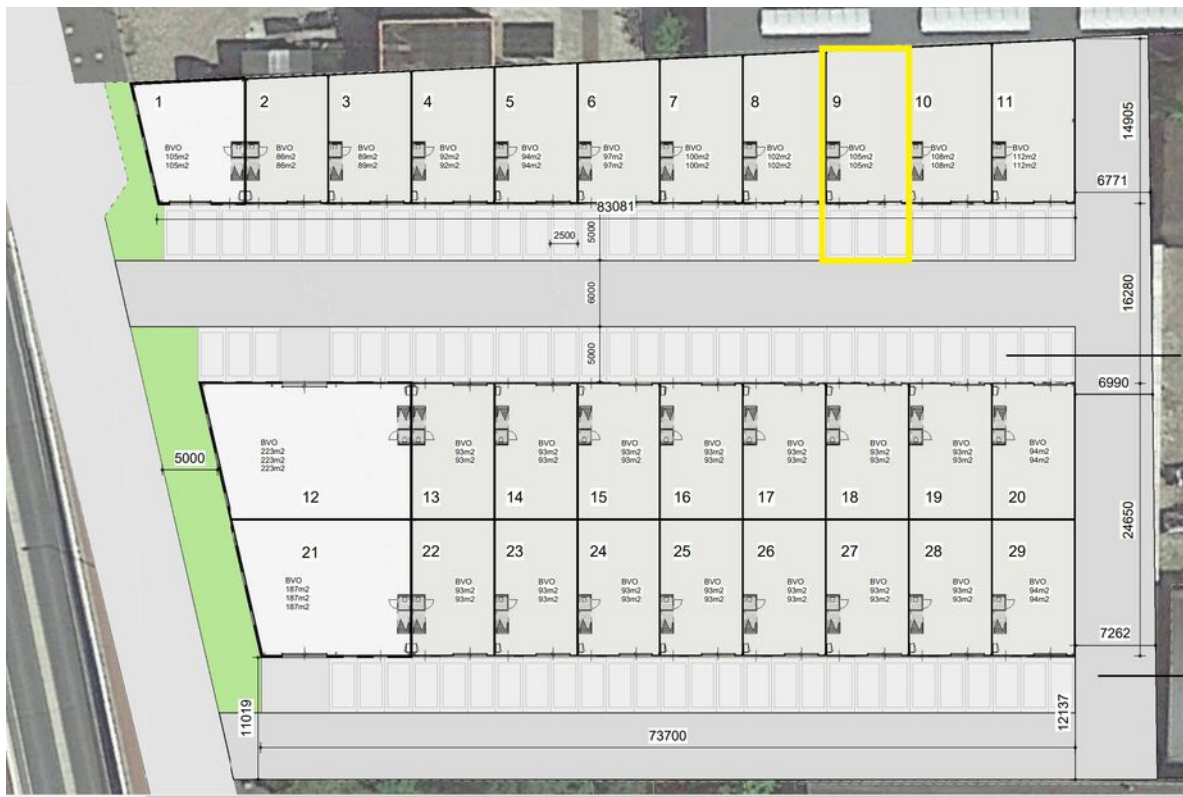 1
BVO
105m2
105m2
2
BVO
86m2
86m2
3
BVO
89m2
89m2
4
BVO
92m2
92m2
5
BVO
94m2
94m2
6
BVO
97m2
97m2
7
BVO
100m2
100m2
8
BVO
102m2
102m2
9
BVO
105m2
105m2
10
BVO
108m2
108m2
11
BVO
112m2
112m2
14905
6771
83081
2500
5000
6000
5000
16280
6990
5000
BVO
223m2
223m2
223m2
12
BVO
93m2
93m2
13
BVO
93m2
93m2
14
BVO
93m2
93m2
15
BVO
93m2
93m2
16
BVO
93m2
93m2
17
BVO
93m2
93m2
18
BVO
93m2
93m2
19
BVO
94m2
94m2
20
24650
21
BVO
187m2
187m2
187m2
22
BVO
93m2
93m2
23
BVO
93m2
93m2
24
BVO
93m2
93m2
25
BVO
93m2
93m2
26
BVO
93m2
93m2
27
BVO
93m2
93m2
28
BVO
93m2
93m2
29
BVO
94m2
94m2
7262
11019
12137
73700